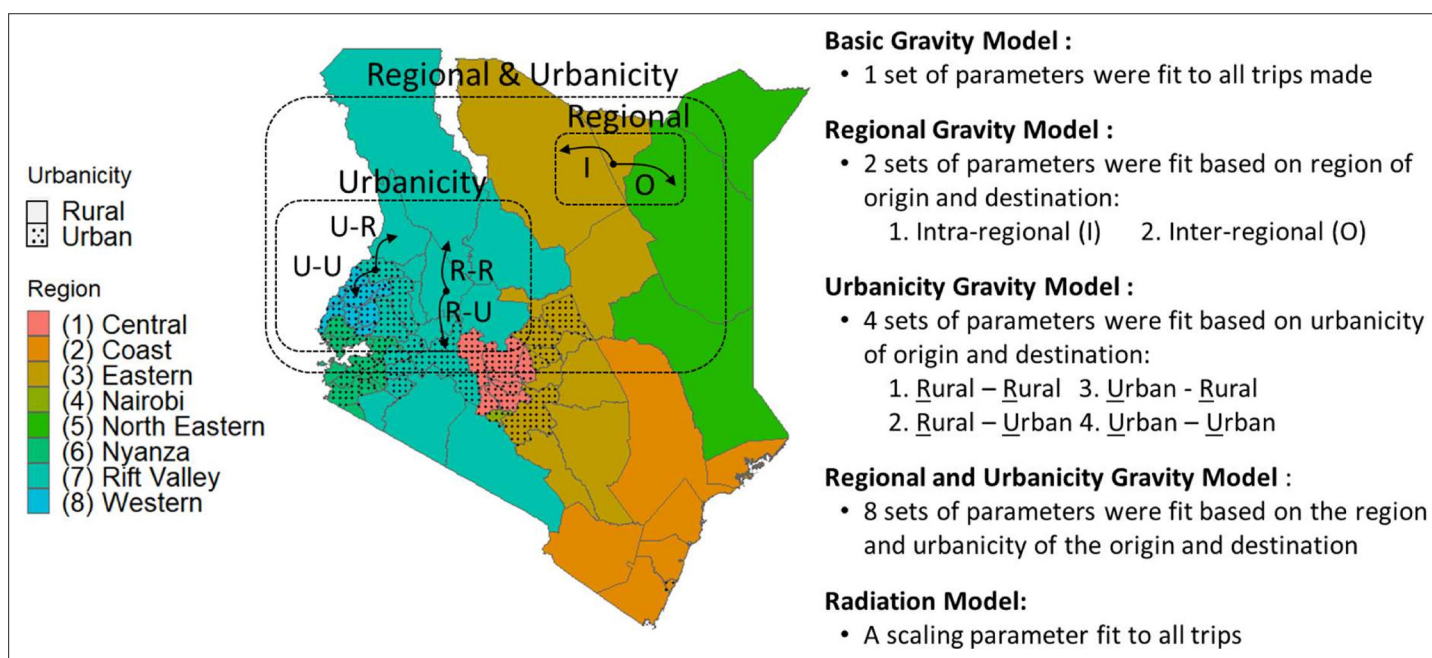 Regional & Urbanicity
Regional
I
O
Urbanicity
U-R
U-U
R-R
R-U
Urbanicity
Rural
Urban
Region
(1) Central
(2) Coast
(3) Eastern
(4) Nairobi
(5) North Eastern
(6) Nyanza
(7) Rift Valley
(8) Western
Basic Gravity Model :
• 1 set of parameters were fit to all trips made
Regional Gravity Model :
• 2 sets of parameters were fit based on region of
origin and destination:
1. Intra-regional (I) 2. Inter-regional (O)
Urbanicity Gravity Model :
• 4 sets of parameters were fit based on urbanicity
of origin and destination:
1. Rural – Rural 3. Urban - Rural
2. Rural – Urban 4. Urban – Urban
Regional and Urbanicity Gravity Model :
• 8 sets of parameters were fit based on the region
and urbanicity of the origin and destination
Radiation Model:
• A scaling parameter fit to all trips